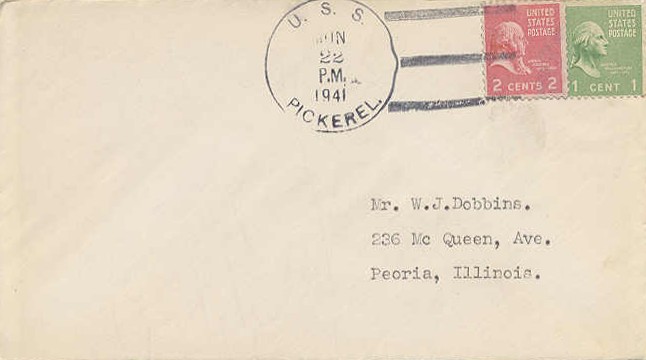 U. S. S.
JUN
22
P.M.
1941
PICKEREL.
UNITED
STATES
POSTAGE
2 CENTS 2
UNITED
STATES
POSTAGE
1 CENT 1
Mr. W.J.Dobbins.
236 Mc Queen, Ave.
Peoria, Illinois.